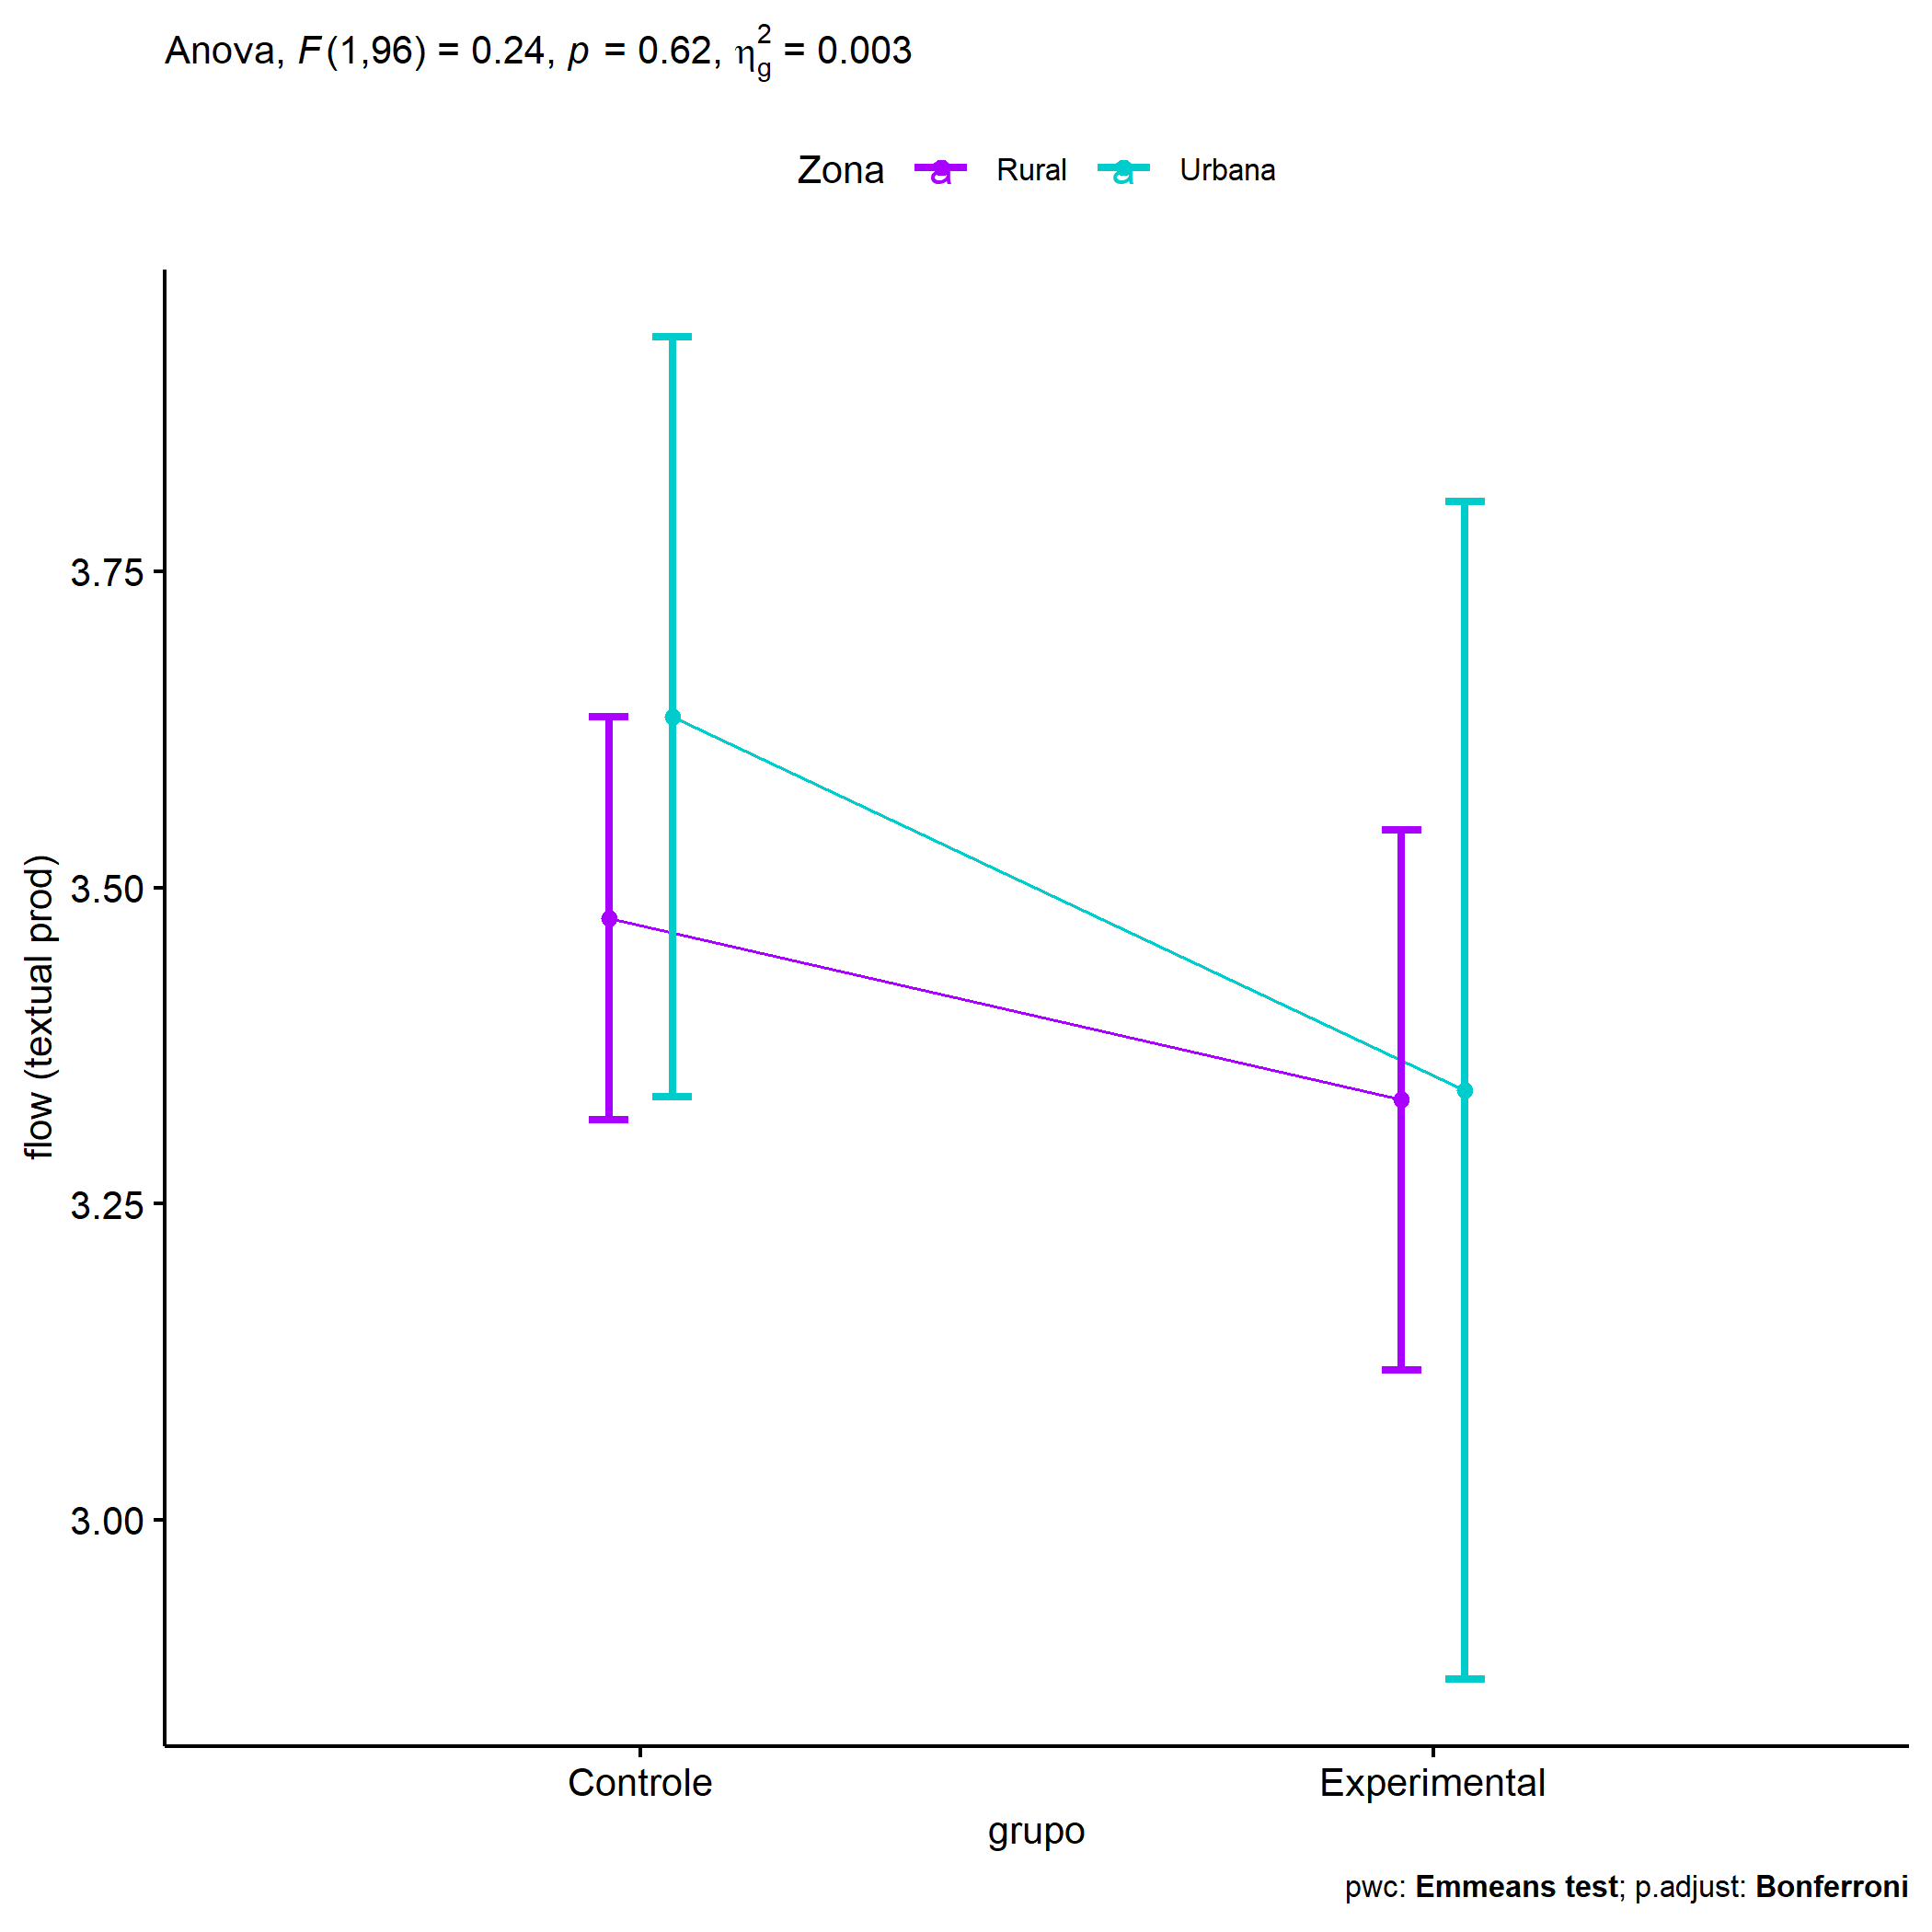 Anova, F(1,96) = 0.24, p = 0.62, η²g = 0.003
Zona a Rural a Urbana
3.75
3.50
3.25
3.00
flow (textual prod)
Controle Experimental
grupo
pwc: Emmeans test; p.adjust: Bonferroni